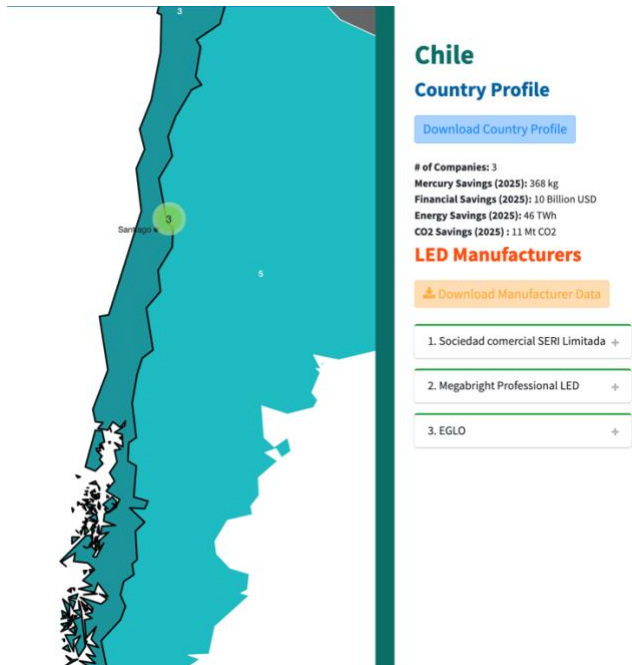 3
Santiago
3
5
Chile
Country Profile
Download Country Profile
# of Companies: 3
Mercury Savings (2025): 368 kg
Financial Savings (2025): 10 Billion USD
Energy Savings (2025): 46 TWh
CO2 Savings (2025) : 11 Mt CO2
LED Manufacturers
Download Manufacturer Data
1. Sociedad comercial SERI Limitada +
2. Megabright Professional LED +
3. EGLO +